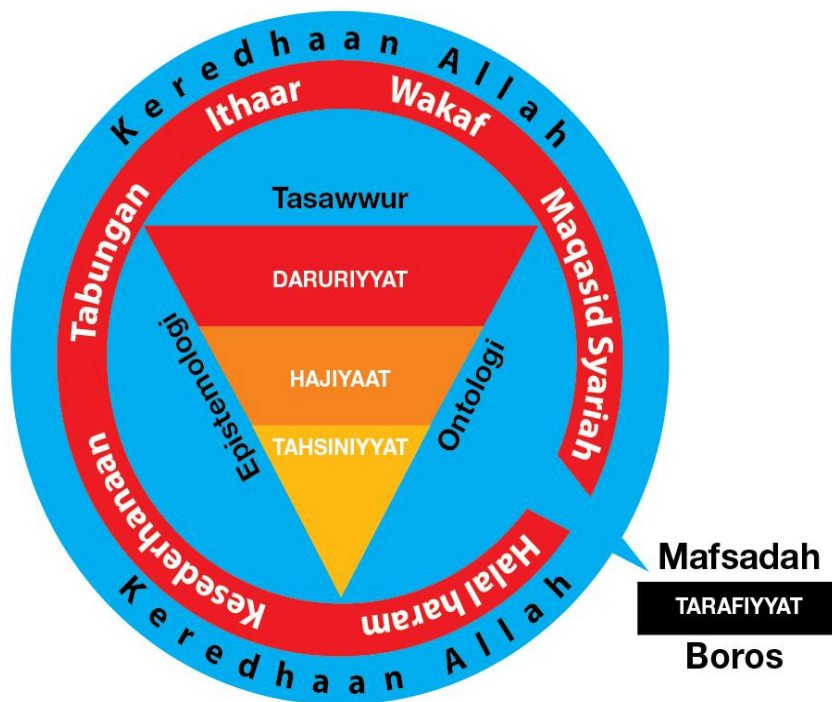 Keredhaan Allah
Ithaar
Wakaf
Tabungan
Maqasid Syariah
Tasawwur
DARURIYYAT
Epistemologi
HAJIYAAT
Ontologi
TAHSINIYYAT
Kesederhanaan
Halal haram
Keredhaan Allah
Mafsadah
TARAFIYYAT
Boros